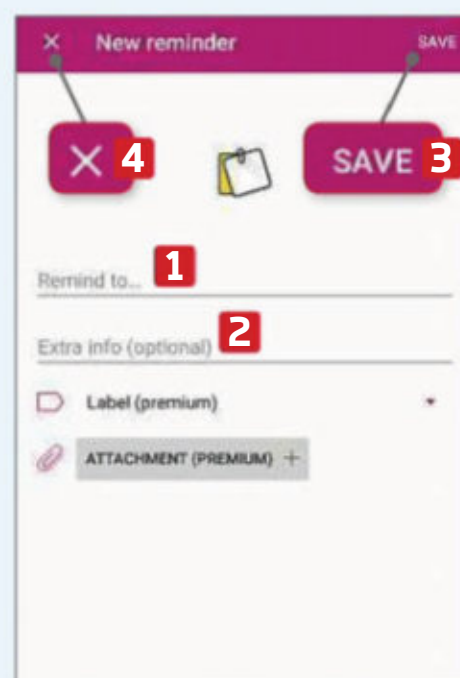 × New reminder SAVE
× 4 SAVE 3
Remind to... 1
Extra info (optional) 2
Label (premium)
ATTACHMENT (PREMIUM) +